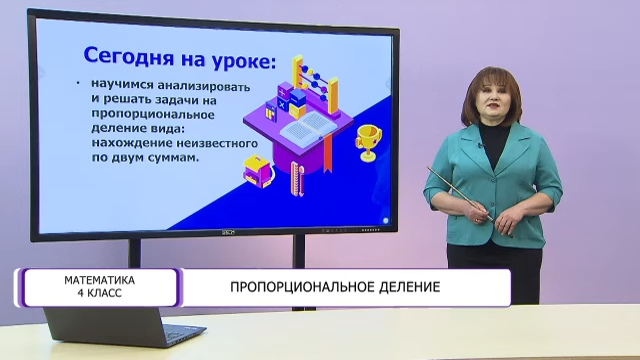 Сегодня на уроке:
• научимся анализировать
и решать задачи на
пропорциональное
деление вида:
нахождение неизвестного
по двум суммам.
МАТЕМАТИКА
4 КЛАСС
ПРОПОРЦИОНАЛЬНОЕ ДЕЛЕНИЕ